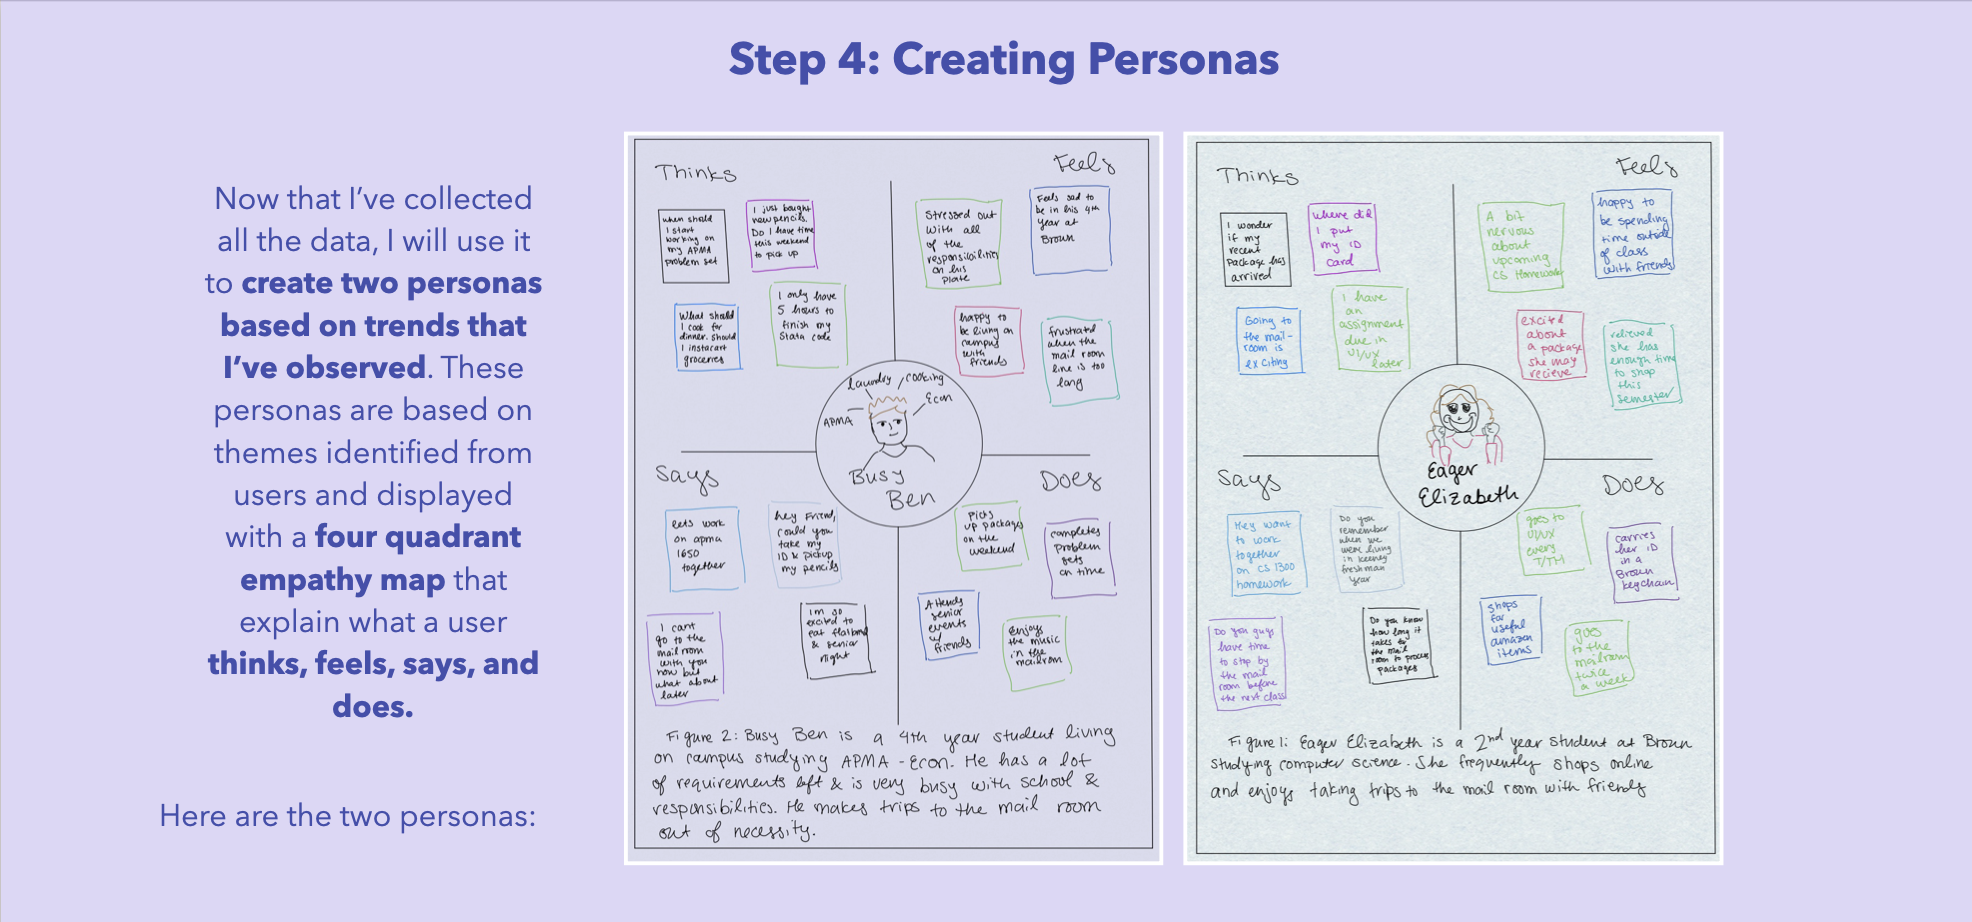 Step 4: Creating Personas
Now that I’ve collected
all the data, I will use it
to create two personas
based on trends that
I’ve observed. These
personas are based on
themes identified from
users and displayed
with a four quadrant
empathy map that
explain what a user
thinks, feels, says, and
does.
Here are the two personas:
Thinks
when should
I start
working on
my APMA
problem set
I just bought
new pencils.
Do I have time
this weekend
to pick up
What should
I cook for
dinner. Should
I instacart
groceries
I only have
5 hours to
finish my
Stata code
Feels
Stressed out
with all
of the
responsibilities
on his
plate
Feels sad to
be in his 4th
year at
Brown
happy to
be living on
campus
with
friends
frustrated
when the
mail room
line is too
long
laundry
cooking
APMA
Econ
Busy
Ben
Says
Lets work
on apma
1650
together
hey Friend,
could you
take my
ID & pickup
my pencils
I cant
go to the
mailroom
with you
now but
what about
later
Im so
excited to
eat flatbread
& senior
night
Does
Picks
up packages
on the
weekend
completes
problem
sets
on time
Attends
senior
events
w/
friends
Enjoys
the music
in the
mailroom
Figure 2: Busy Ben is a 4th year student living
on campus studying APMA - Econ. He has a lot
of requirements left & is very busy with school &
responsibilities. He makes trips to the mail room
out of necessity.
Thinks
I wonder
if my
recent
Package has
arrived
where did
I put
my ID
card
Going to
the mail-
room is
exciting
I have
an
assignment
due in
UI/UX
later
Feels
A bit
nervous
about
upcoming
CS Homework
happy to
be spending
time outside
of class
with friends
excited
about
a package
she may
recieve
relieved
she has
enough time
to shop
this
semester
Eager
Elizabeth
Says
Hey want
to work
together
on CS 1300
homework
Do you
remember
when we
were living
in keeney
freshman
year
Do you guys
have time
to stop by
the mail
room before
the next class
Do you know
how long it
takes for
the mail
room to process
packages
Does
goes to
UI/UX
every
T/TH
carries
her ID
in a
Brown
keychain
shops
for
useful
amazon
items
goes
to the
mailroom
twice
a week
Figure 1: Eager Elizabeth is a 2nd year student at Brown
studying computer science. She frequently shops online
and enjoys taking trips to the mail room with friends